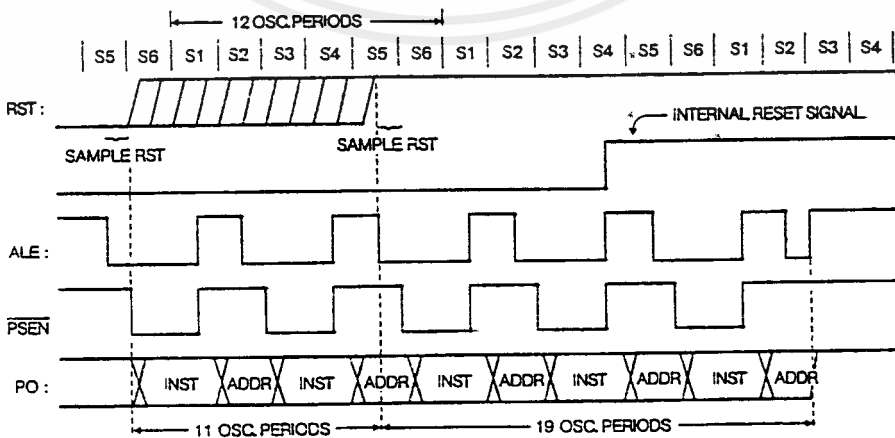 12 OSC. PERIODS
S5 S6 S1 S2 S3 S4 S5 S6 S1 S2 S3 S4 S5 S6 S1 S2 S3 S4
RST :
INTERNAL RESET SIGNAL
SAMPLE RST SAMPLE RST
ALE :
PSEN
PO : INST ADDR INST ADDR INST ADDR INST ADDR INST ADDR
11 OSC. PERIODS 19 OSC. PERIODS